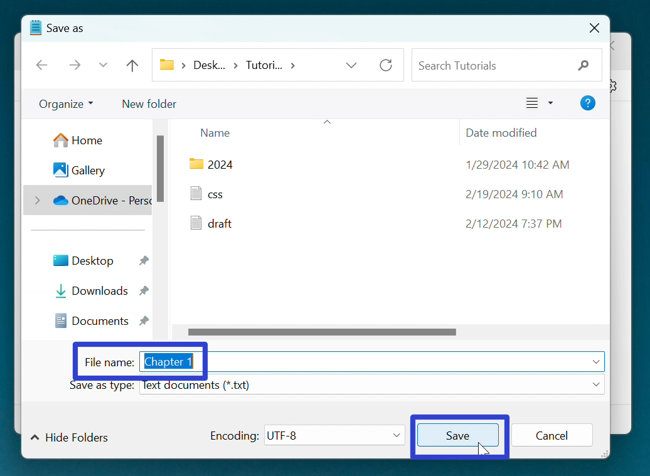 Save as
Desk... Tutori... Search Tutorials
Organize New folder ?
Name Date modified
Home
Gallery
OneDrive - Perso
Desktop
Downloads
Documents
2024 1/29/2024 10:42 AM
css 2/19/2024 9:10 AM
draft 2/12/2024 7:37 PM
File name: Chapter 1
Save as type: Text documents (*.txt)
Hide Folders Encoding: UTF-8 Save Cancel